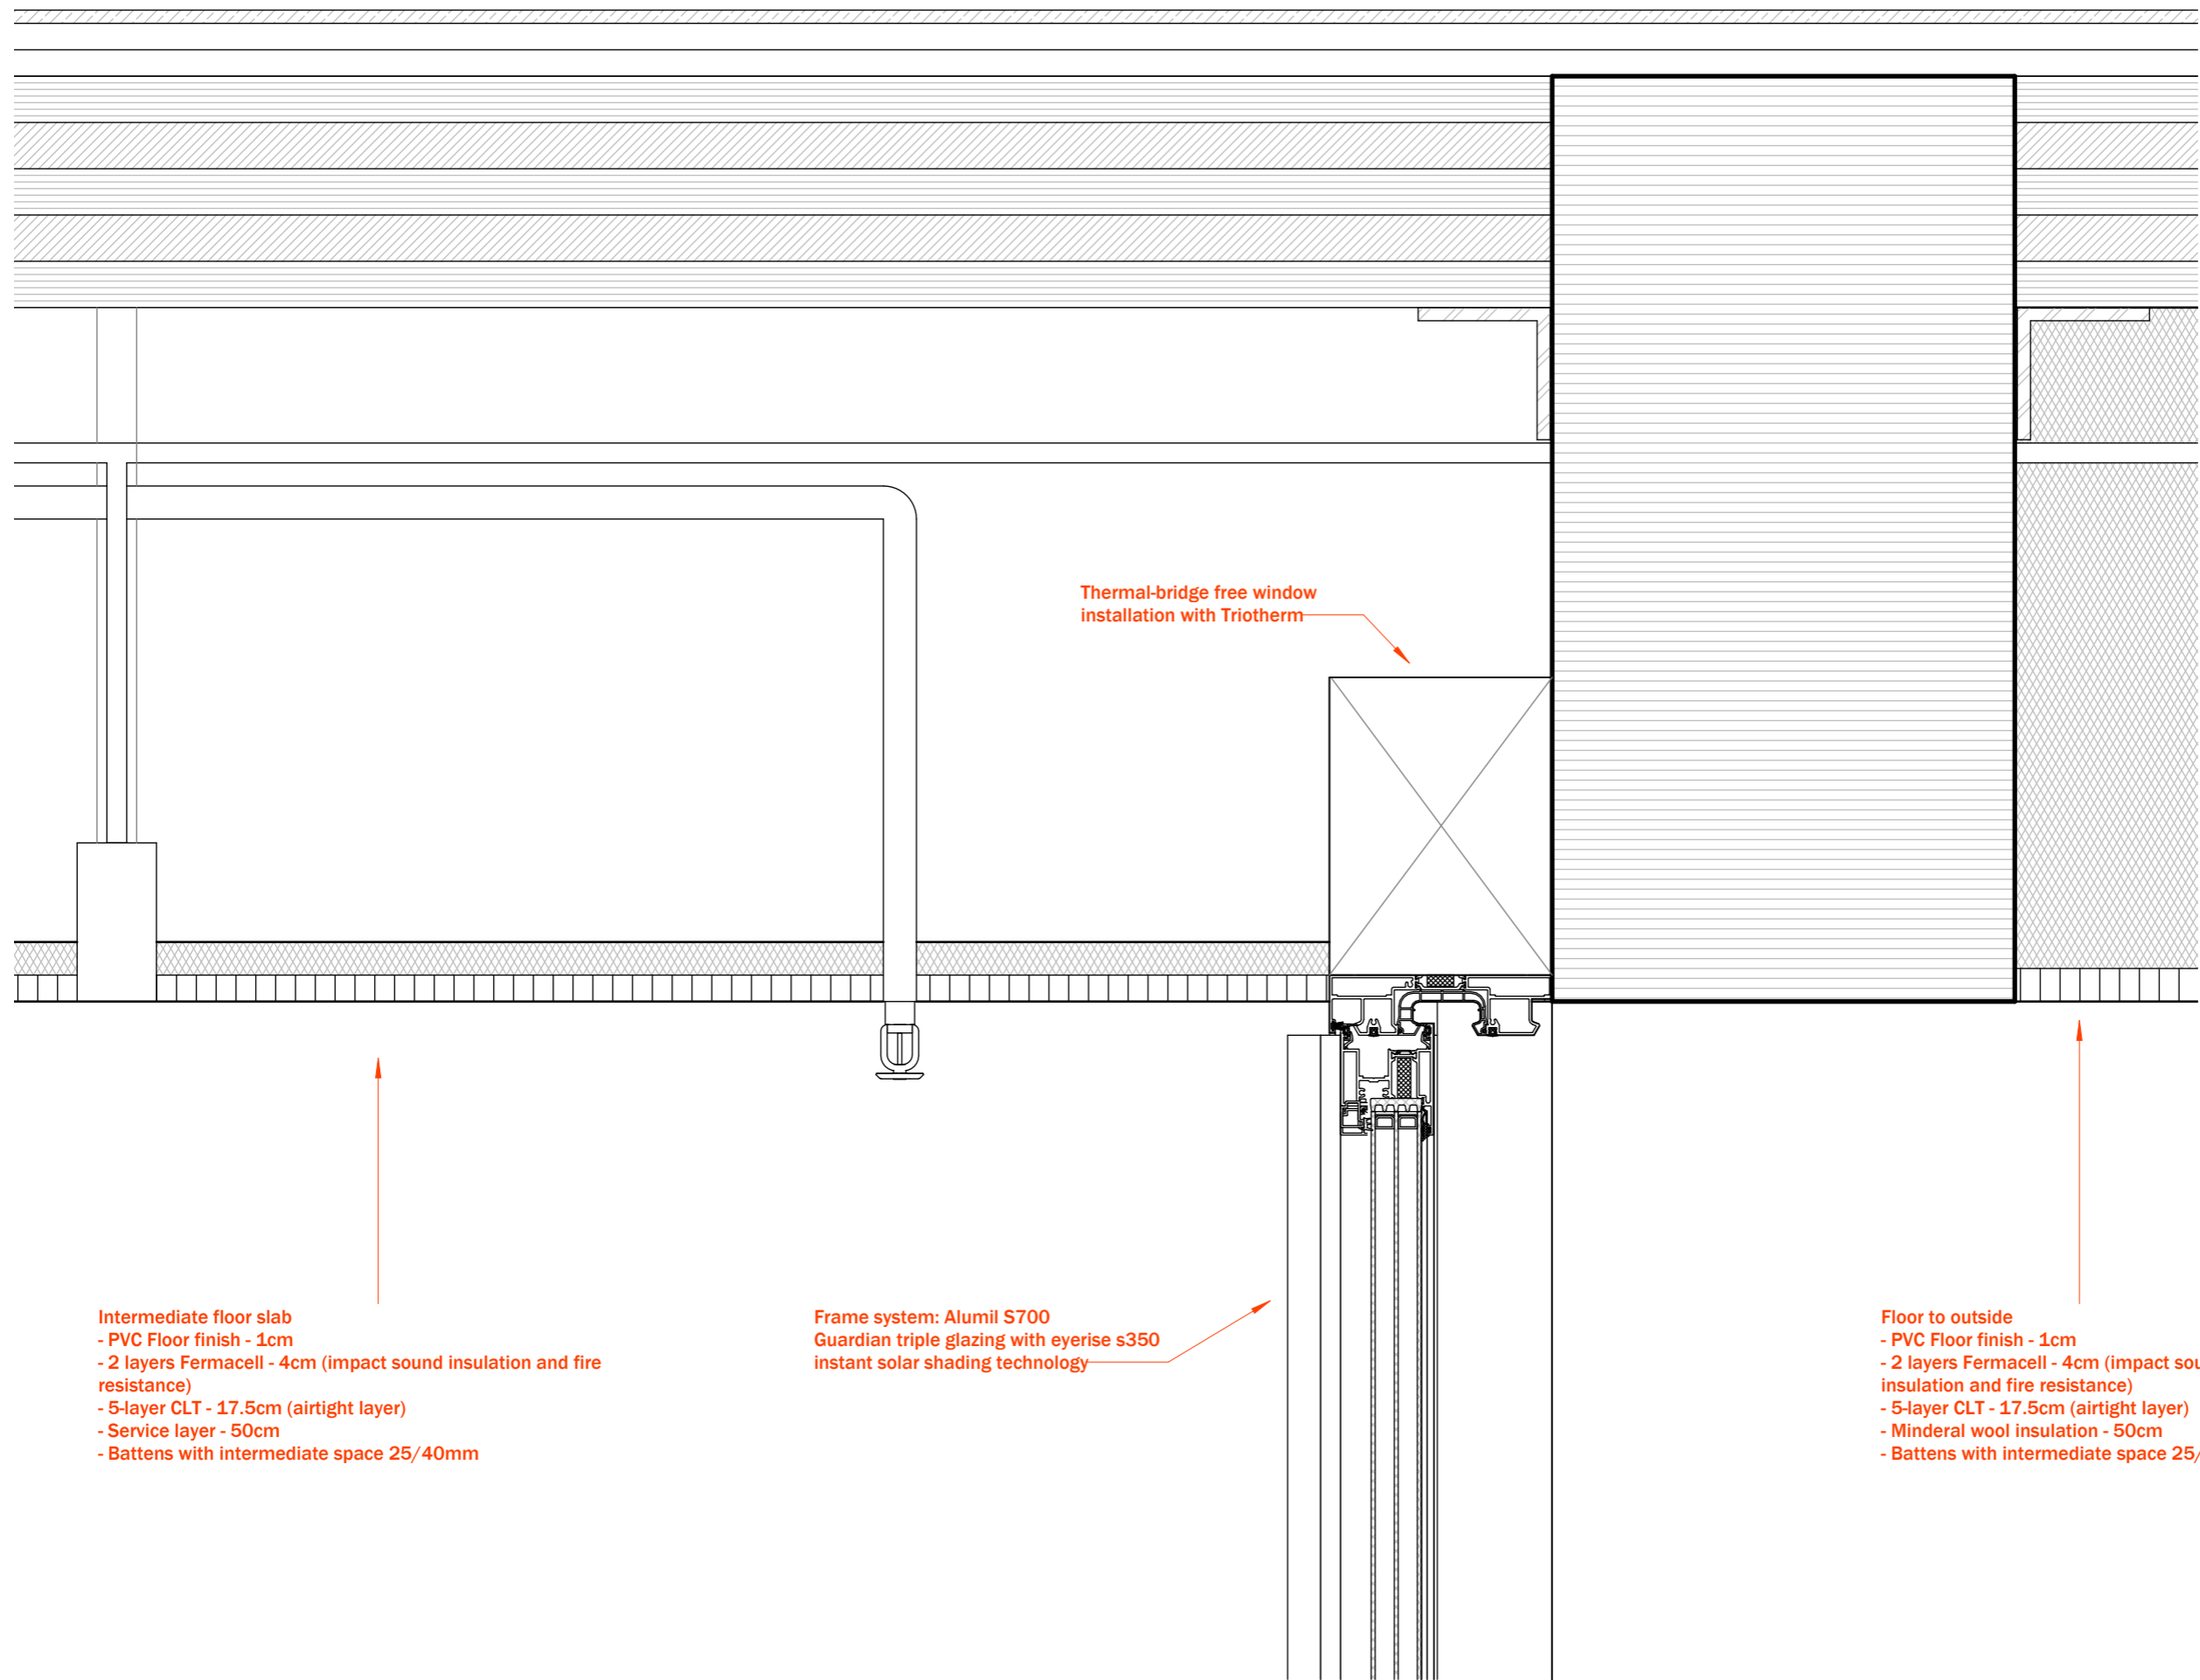 Thermal-bridge free window
installation with Triotherm
Intermediate floor slab
- PVC Floor finish - 1cm
- 2 layers Fermacell - 4cm (impact sound insulation and fire
resistance)
- 5-layer CLT - 17.5cm (airtight layer)
- Service layer - 50cm
- Battens with intermediate space 25/40mm
Frame system: Alumil S700
Guardian triple glazing with eyerise s350
instant solar shading technology
Floor to outside
- PVC Floor finish - 1cm
- 2 layers Fermacell - 4cm (impact sou
insulation and fire resistance)
- 5-layer CLT - 17.5cm (airtight layer)
- Minderal wool insulation - 50cm
- Battens with intermediate space 25/